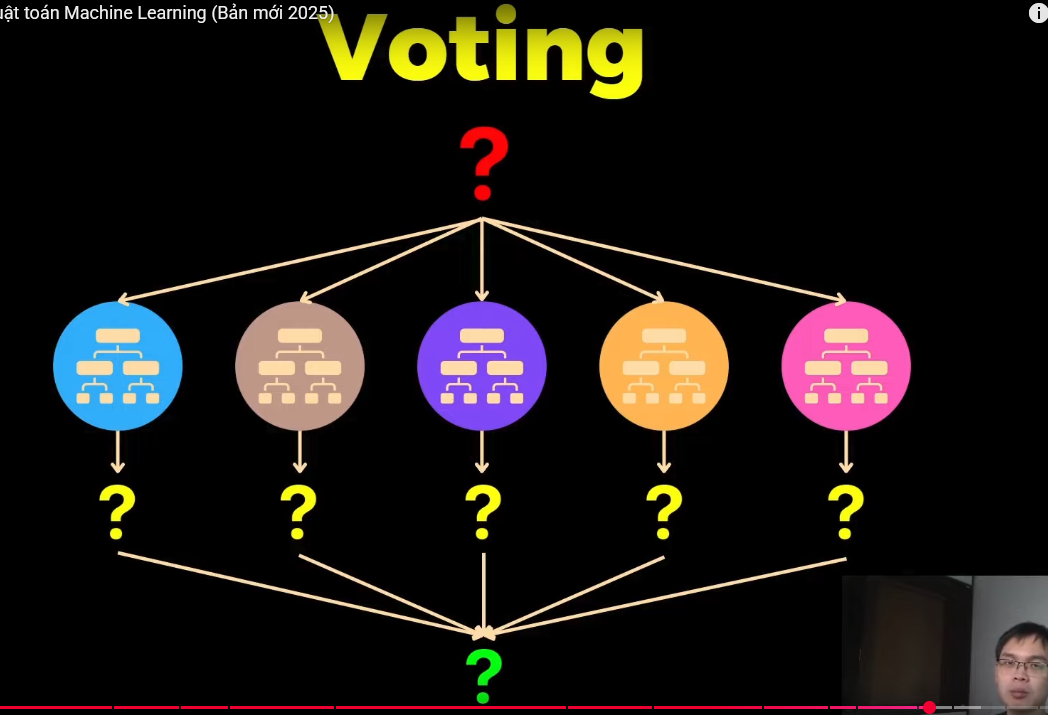 uật toán Machine Learning (Bản mới 2025)
Voting
?
? ? ? ? ?
?